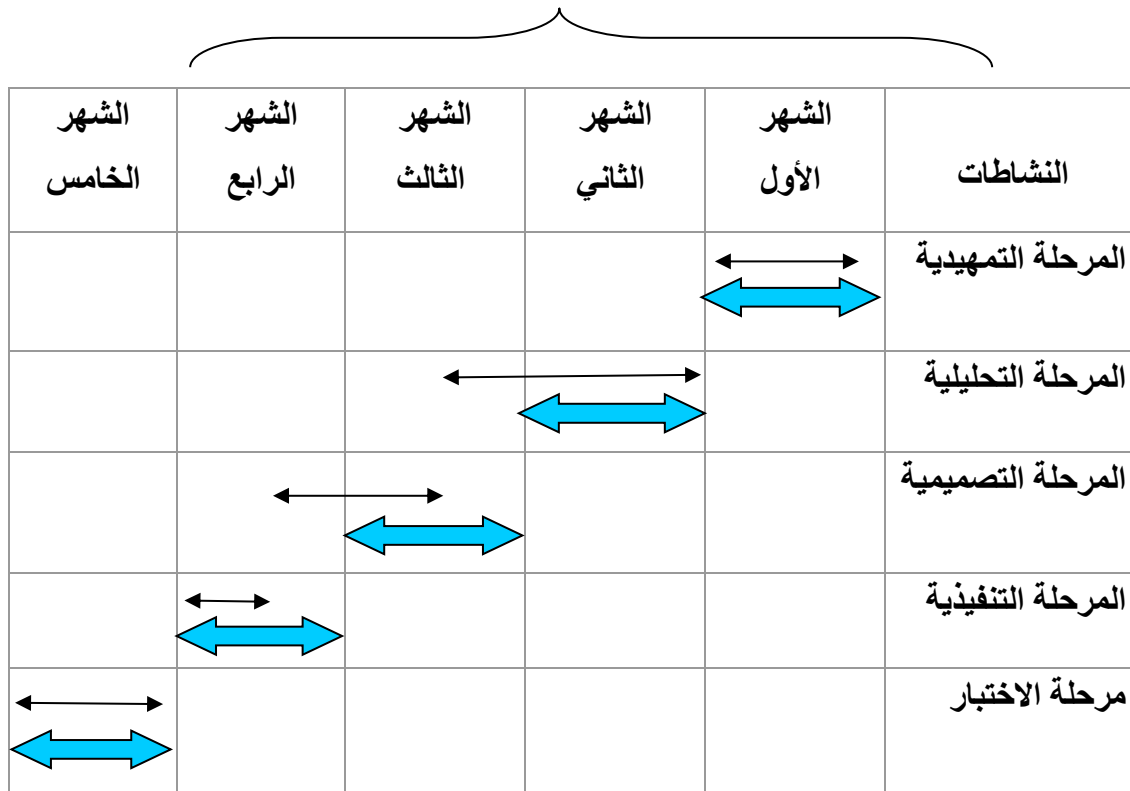 النشاطات
الشهر الأول
الشهر الثاني
الشهر الثالث
الشهر الرابع
الشهر الخامس
المرحلة التمهيدية
المرحلة التحليلية
المرحلة التصميمية
المرحلة التنفيذية
مرحلة الاختبار